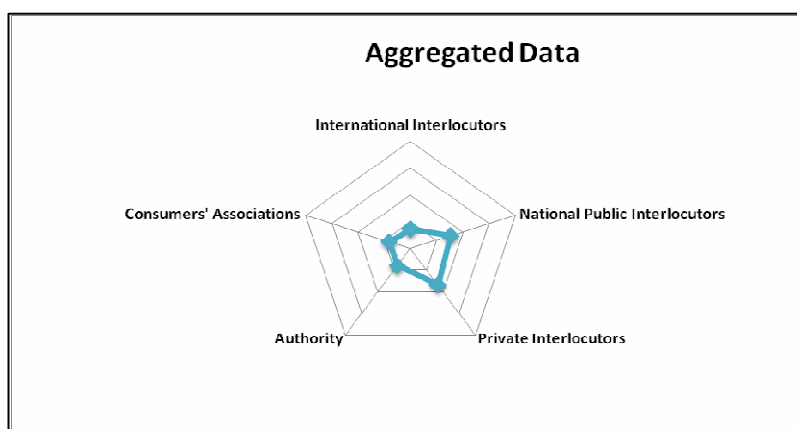 Aggregated Data
International Interlocutors
Consumers' Associations
National Public Interlocutors
Authority
Private Interlocutors